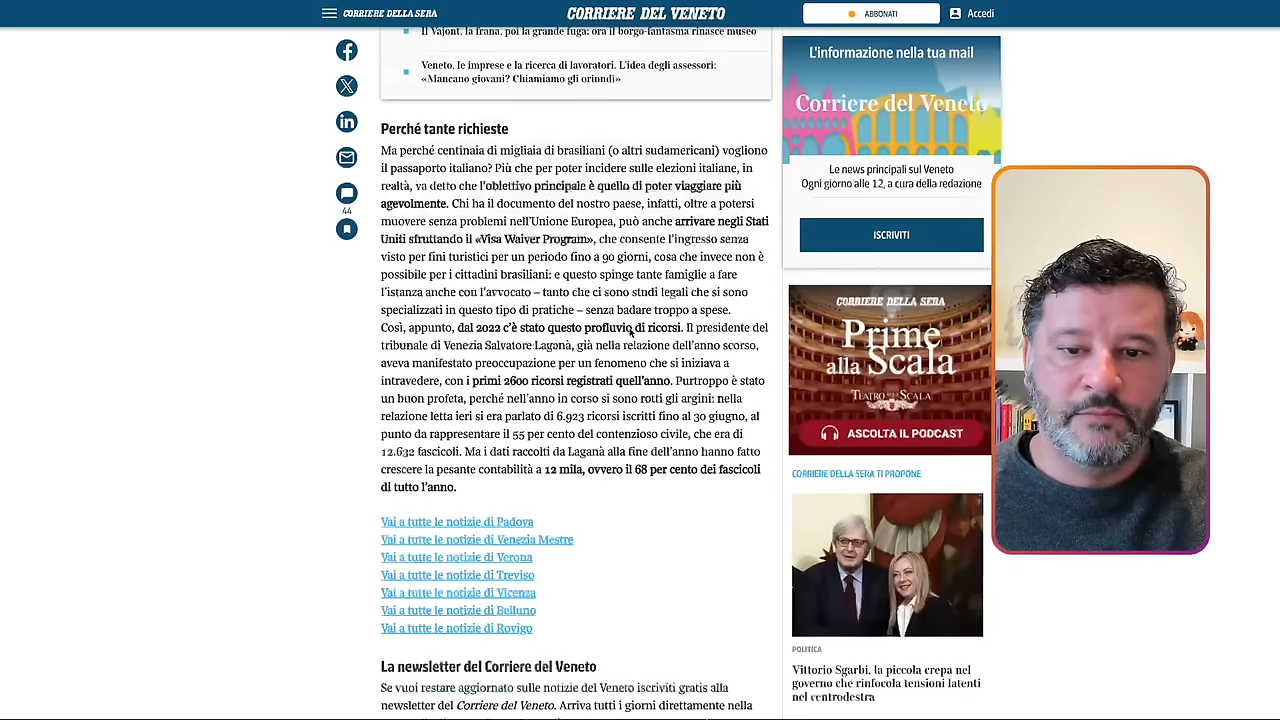 CORRIERE DELLA SERA
CORRIERE DEL VENETO
ABBONATI
Accedi
Il Vajont, la frana, poi la grande fuga: ora il borgo-fantasma rinasce museo
Veneto, le imprese e la ricerca di lavoratori. L'idea degli assessori:
«Mancano giovani? Chiamiamo gli oriundi»
44
Perché tante richieste
Ma perché centinaia di migliaia di brasiliani (o altri sudamericani) vogliono
il passaporto italiano? Più che per poter incidere sulle elezioni italiane, in
realtà, va detto che l'obiettivo principale è quello di poter viaggiare più
agevolmente. Chi ha il documento del nostro paese, infatti, oltre a potersi
muovere senza problemi nell'Unione Europea, può anche arrivare negli Stati
Uniti sfruttando il «Visa Waiver Program», che consente l'ingresso senza
visto per fini turistici per un periodo fino a 90 giorni, cosa che invece non è
possibile per i cittadini brasiliani: e questo spinge tante famiglie a fare
l'istanza anche con l'avvocato – tanto che ci sono studi legali che si sono
specializzati in questo tipo di pratiche – senza badare troppo a spese.
Così, appunto, dal 2022 c'è stato questo profluvio di ricorsi. Il presidente del
tribunale di Venezia Salvatore Laganà, già nella relazione dell'anno scorso,
aveva manifestato preoccupazione per un fenomeno che si iniziava a
intravedere, con i primi 2600 ricorsi registrati quell'anno. Purtroppo è stato
un buon profeta, perché nell'anno in corso si sono rotti gli argini: nella
relazione letta ieri si era parlato di 6.923 ricorsi iscritti fino al 30 giugno, al
punto da rappresentare il 55 per cento del contenzioso civile, che era di
12.632 fascicoli. Ma i dati raccolti da Laganà alla fine dell'anno hanno fatto
crescere la pesante contabilità a 12 mila, ovvero il 68 per cento dei fascicoli
di tutto l'anno.
Vai a tutte le notizie di Padova
Vai a tutte le notizie di Venezia Mestre
Vai a tutte le notizie di Verona
Vai a tutte le notizie di Treviso
Vai a tutte le notizie di Vicenza
Vai a tutte le notizie di Belluno
Vai a tutte le notizie di Rovigo
La newsletter del Corriere del Veneto
Se vuoi restare aggiornato sulle notizie del Veneto iscriviti gratis alla
newsletter del Corriere del Veneto. Arriva tutti i giorni direttamente nella
L'informazione nella tua mail
Corriere del Veneto
Le news principali sul Veneto
Ogni giorno alle 12, a cura della redazione
ISCRIVITI
CORRIERE DELLA SERA
Prime
alla Scala
TEATRO ALLA SCALA
ASCOLTA IL PODCAST
CORRIERE DELLA SERA TI PROPONE
POLITICA
Vittorio Sgarbi, la piccola crepa nel
governo che rinfocola tensioni latenti
nel centrodestra